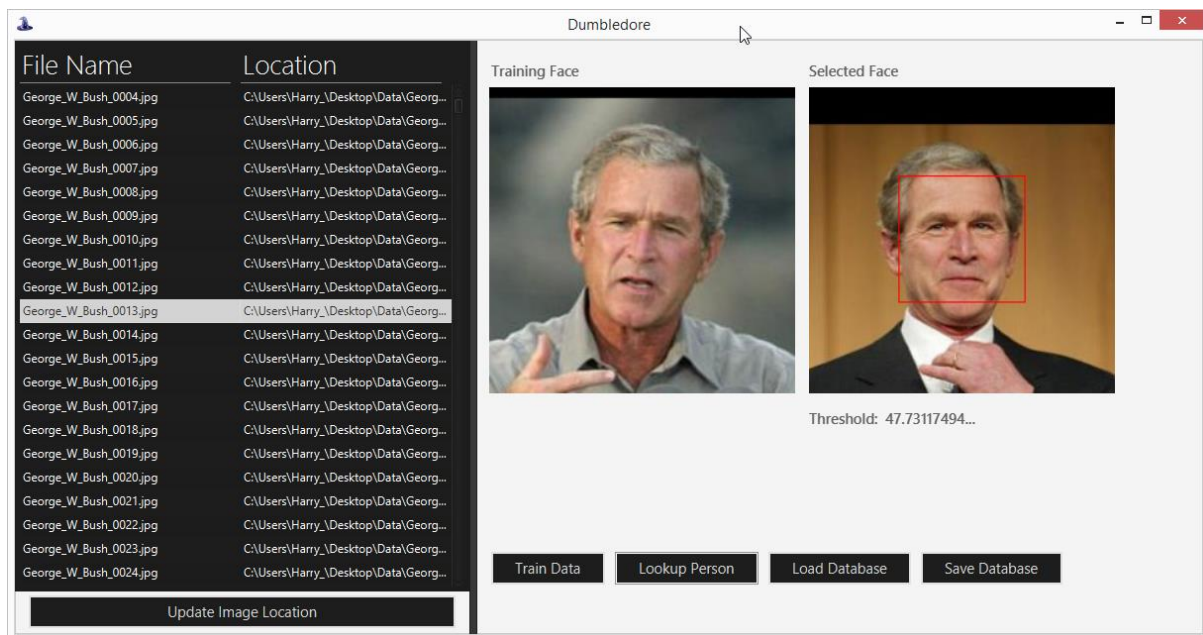 Dumbledore
File Name Location
George_W_Bush_0004.jpg C:\Users\Harry_\Desktop\Data\Georg...
George_W_Bush_0005.jpg C:\Users\Harry_\Desktop\Data\Georg...
George_W_Bush_0006.jpg C:\Users\Harry_\Desktop\Data\Georg...
George_W_Bush_0007.jpg C:\Users\Harry_\Desktop\Data\Georg...
George_W_Bush_0008.jpg C:\Users\Harry_\Desktop\Data\Georg...
George_W_Bush_0009.jpg C:\Users\Harry_\Desktop\Data\Georg...
George_W_Bush_0010.jpg C:\Users\Harry_\Desktop\Data\Georg...
George_W_Bush_0011.jpg C:\Users\Harry_\Desktop\Data\Georg...
George_W_Bush_0012.jpg C:\Users\Harry_\Desktop\Data\Georg...
George_W_Bush_0013.jpg C:\Users\Harry_\Desktop\Data\Georg...
George_W_Bush_0014.jpg C:\Users\Harry_\Desktop\Data\Georg...
George_W_Bush_0015.jpg C:\Users\Harry_\Desktop\Data\Georg...
George_W_Bush_0016.jpg C:\Users\Harry_\Desktop\Data\Georg...
George_W_Bush_0017.jpg C:\Users\Harry_\Desktop\Data\Georg...
George_W_Bush_0018.jpg C:\Users\Harry_\Desktop\Data\Georg...
George_W_Bush_0019.jpg C:\Users\Harry_\Desktop\Data\Georg...
George_W_Bush_0020.jpg C:\Users\Harry_\Desktop\Data\Georg...
George_W_Bush_0021.jpg C:\Users\Harry_\Desktop\Data\Georg...
George_W_Bush_0022.jpg C:\Users\Harry_\Desktop\Data\Georg...
George_W_Bush_0023.jpg C:\Users\Harry_\Desktop\Data\Georg...
George_W_Bush_0024.jpg C:\Users\Harry_\Desktop\Data\Georg...
Update Image Location
Training Face Selected Face
Threshold: 47.73117494...
Train Data Lookup Person Load Database Save Database